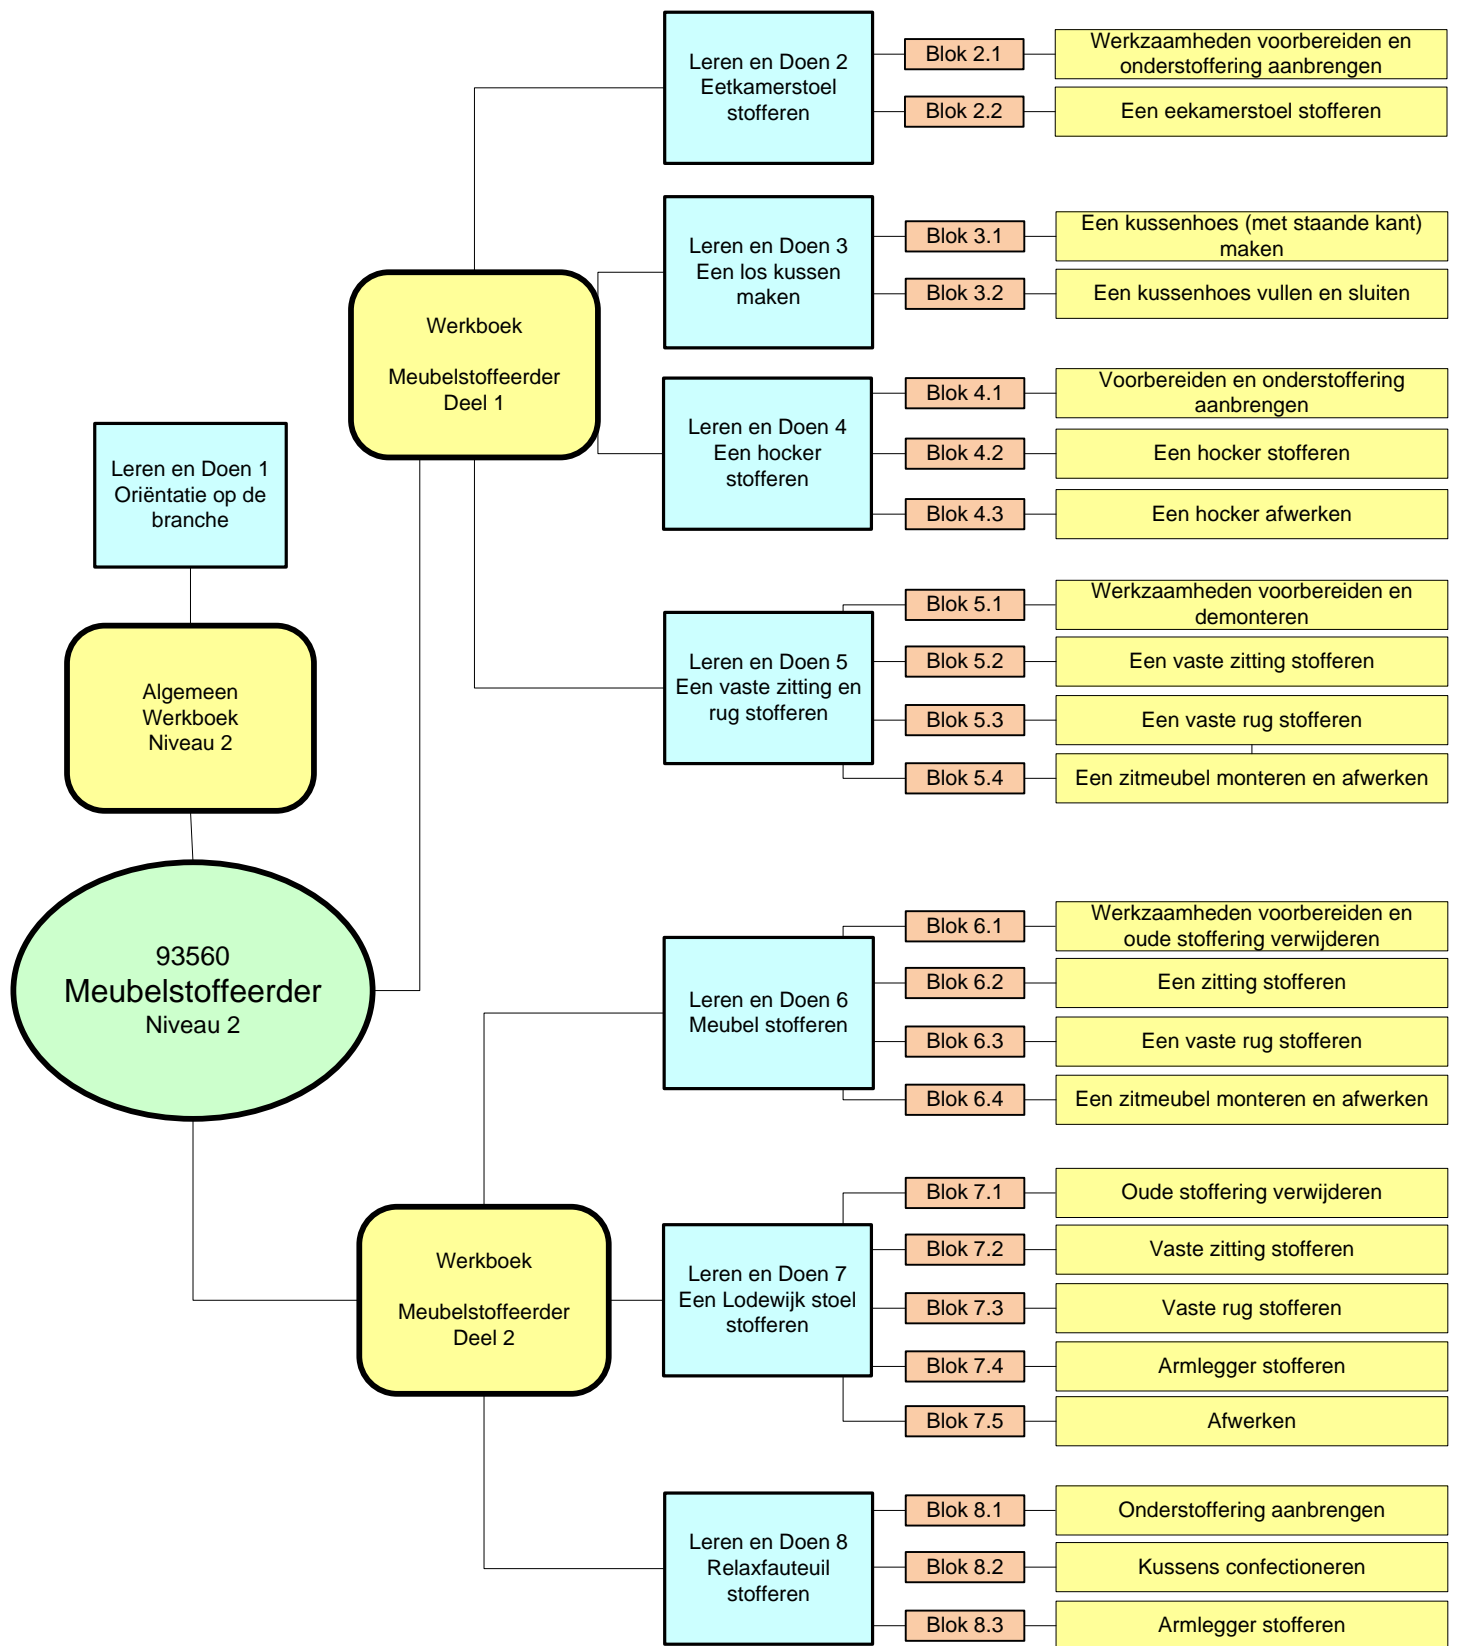 Leren en Doen 2
Eetkamerstoel
stofferen
Blok 2.1
Werkzaamheden voorbereiden en
onderstoffering aanbrengen
Blok 2.2
Een eekamerstoel stofferen
Leren en Doen 3
Een los kussen
maken
Blok 3.1
Een kussenhoes (met staande kant)
maken
Blok 3.2
Een kussenhoes vullen en sluiten
Werkboek
Meubelstoffeerder
Deel 1
Leren en Doen 4
Een hocker
stofferen
Blok 4.1
Voorbereiden en onderstoffering
aanbrengen
Blok 4.2
Een hocker stofferen
Blok 4.3
Een hocker afwerken
Leren en Doen 1
Oriëntatie op de
branche
Leren en Doen 5
Een vaste zitting en
rug stofferen
Blok 5.1
Werkzaamheden voorbereiden en
demonteren
Blok 5.2
Een vaste zitting stofferen
Blok 5.3
Een vaste rug stofferen
Blok 5.4
Een zitmeubel monteren en afwerken
Algemeen
Werkboek
Niveau 2
93560
Meubelstoffeerder
Niveau 2
Leren en Doen 6
Meubel stofferen
Blok 6.1
Werkzaamheden voorbereiden en
oude stoffering verwijderen
Blok 6.2
Een zitting stofferen
Blok 6.3
Een vaste rug stofferen
Blok 6.4
Een zitmeubel monteren en afwerken
Werkboek
Meubelstoffeerder
Deel 2
Leren en Doen 7
Een Lodewijk stoel
stofferen
Blok 7.1
Oude stoffering verwijderen
Blok 7.2
Vaste zitting stofferen
Blok 7.3
Vaste rug stofferen
Blok 7.4
Armlegger stofferen
Blok 7.5
Afwerken
Leren en Doen 8
Relaxfauteuil
stofferen
Blok 8.1
Onderstoffering aanbrengen
Blok 8.2
Kussens confectioneren
Blok 8.3
Armlegger stofferen